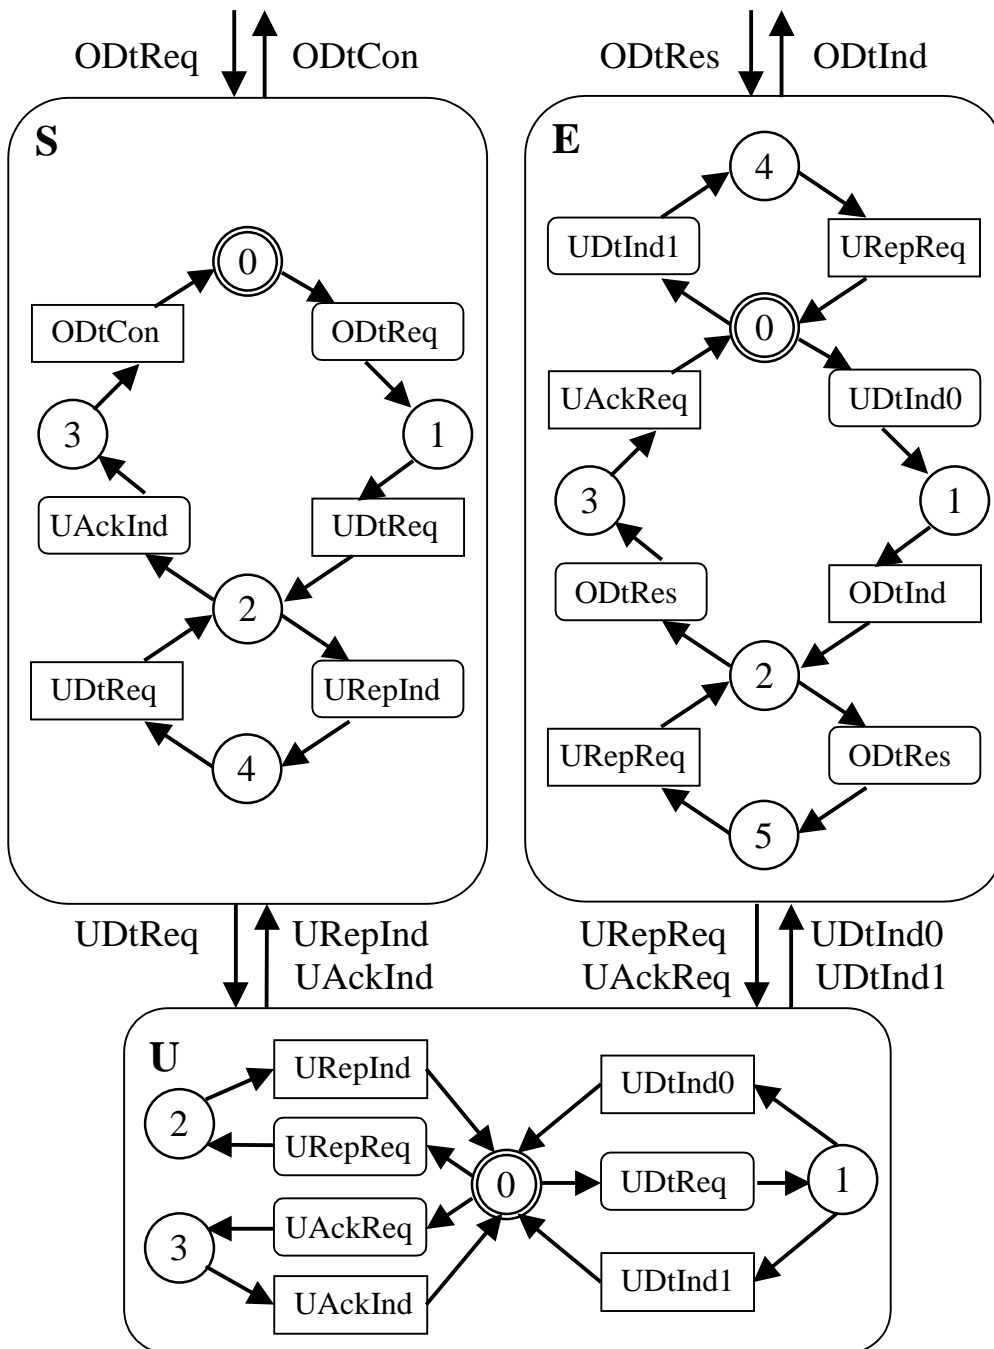 ODtReq ODtCon
ODtRes ODtInd
S
0
ODtCon ODtReq
3 1
UAckInd UDtReq
2
UDtReq URepInd
4
E
4
UDtInd1 URepReq
0
UAckReq UDtInd0
3 1
ODtRes ODtInd
2
URepReq ODtRes
5
UDtReq URepInd
UAckInd
URepReq UDtInd0
UAckReq UDtInd1
U
URepInd UDtInd0
2
URepReq
0 UDtReq 1
UAckReq
3
UAckInd UDtInd1